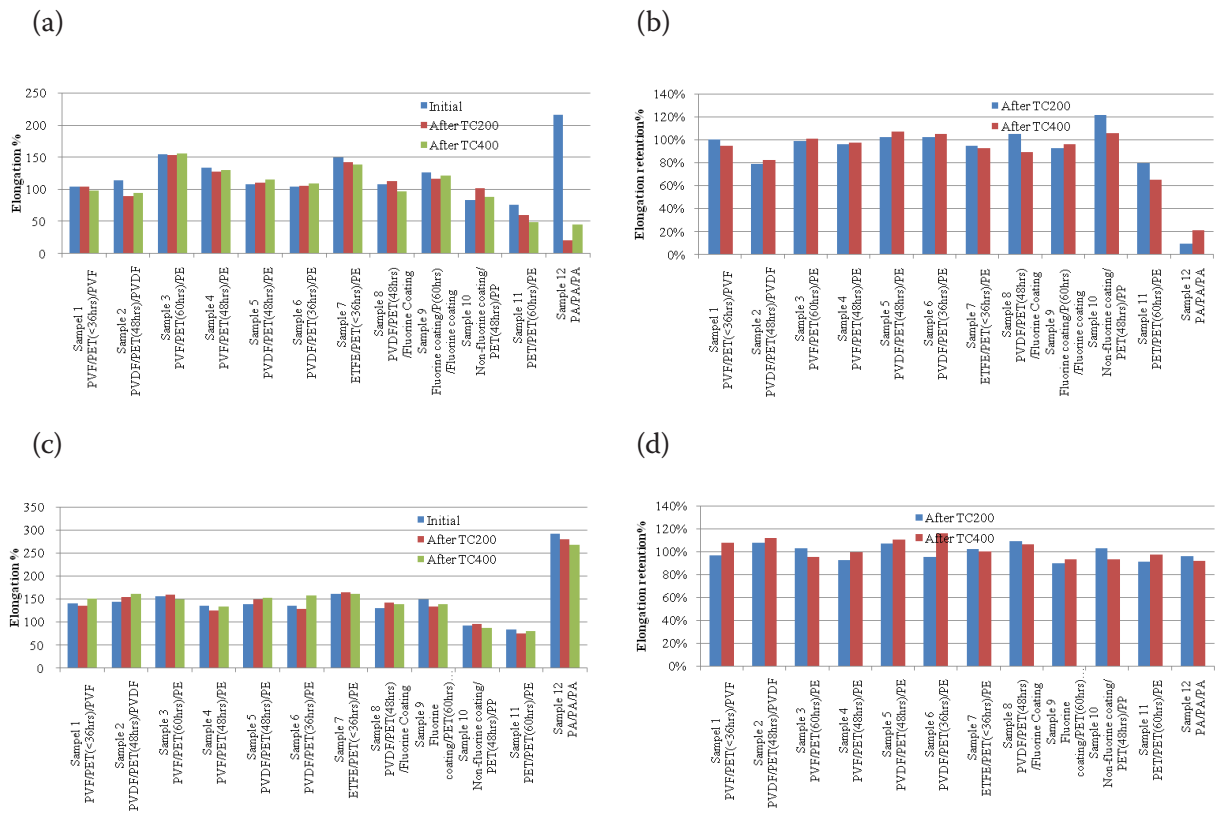 (a)
Elongation %
250
200
150
100
50
0
Initial
After TC200
After TC400
Sampel 1
PVF/PET(<36hrs)/PVF
Sample 2
PVDF/PET(48hrs)/PVDF
Sample 3
PVF/PET(60hrs)/PE
Sample 4
PVF/PET(48hrs)/PE
Sample 5
PVDF/PET(48hrs)/PE
Sample 6
PVDF/PET(36hrs)/PE
Sample 7
ETFE/PET(<36hrs)/PE
Sample 8
PVDF/PET(48hrs)
/Fluorine Coating
Sample 9
Fluorine coating/P(60hrs)
/Fluorine coating
Sample 10
Non-fluorine coating/
PET(48hrs)/PP
Sample 11
PET/PET(60hrs)/PE
Sample 12
PA/PA/PA
(b)
Elongation retention%
140%
120%
100%
80%
60%
40%
20%
0%
After TC200
After TC400
Sampel 1
PVF/PET(<36hrs)/PVF
Sample 2
PVDF/PET(48hrs)/PVDF
Sample 3
PVF/PET(60hrs)/PE
Sample 4
PVF/PET(48hrs)/PE
Sample 5
PVDF/PET(48hrs)/PE
Sample 6
PVDF/PET(36hrs)/PE
Sample 7
ETFE/PET(<36hrs)/PE
Sample 8
PVDF/PET(48hrs)
/Fluorine Coating
Sample 9
Fluorine coating/P(60hrs)
/Fluorine coating
Sample 10
Non-fluorine coating/
PET(48hrs)/PP
Sample 11
PET/PET(60hrs)/PE
Sample 12
PA/PA/PA
(c)
Elongation %
350
300
250
200
150
100
50
0
Initial
After TC200
After TC400
Sampel 1
PVF/PET(<36hrs)/PVF
Sample 2
PVDF/PET(48hrs)/PVDF
Sample 3
PVF/PET(60hrs)/PE
Sample 4
PVF/PET(48hrs)/PE
Sample 5
PVDF/PET(48hrs)/PE
Sample 6
PVDF/PET(36hrs)/PE
Sample 7
ETFE/PET(<36hrs)/PE
Sample 8
PVDF/PET(48hrs)
/Fluorine Coating
Sample 9
Fluorine
coating/PET(60hrs)…
Sample 10
Non-fluorine coating/
PET(48hrs)/PP
Sample 11
PET/PET(60hrs)/PE
Sample 12
PA/PA/PA
(d)
Elongation retention%
140%
120%
100%
80%
60%
40%
20%
0%
After TC200
After TC400
Sampel 1
PVF/PET(<36hrs)/PVF
Sample 2
PVDF/PET(48hrs)/PVDF
Sample 3
PVF/PET(60hrs)/PE
Sample 4
PVF/PET(48hrs)/PE
Sample 5
PVDF/PET(48hrs)/PE
Sample 6
PVDF/PET(36hrs)/PE
Sample 7
ETFE/PET(<36hrs)/PE
Sample 8
PVDF/PET(48hrs)
/Fluorine Coating
Sample 9
Fluorine
coating/PET(60hrs)…
Sample 10
Non-fluorine coating/
PET(48hrs)/PP
Sample 11
PET/PET(60hrs)/PE
Sample 12
PA/PA/PA